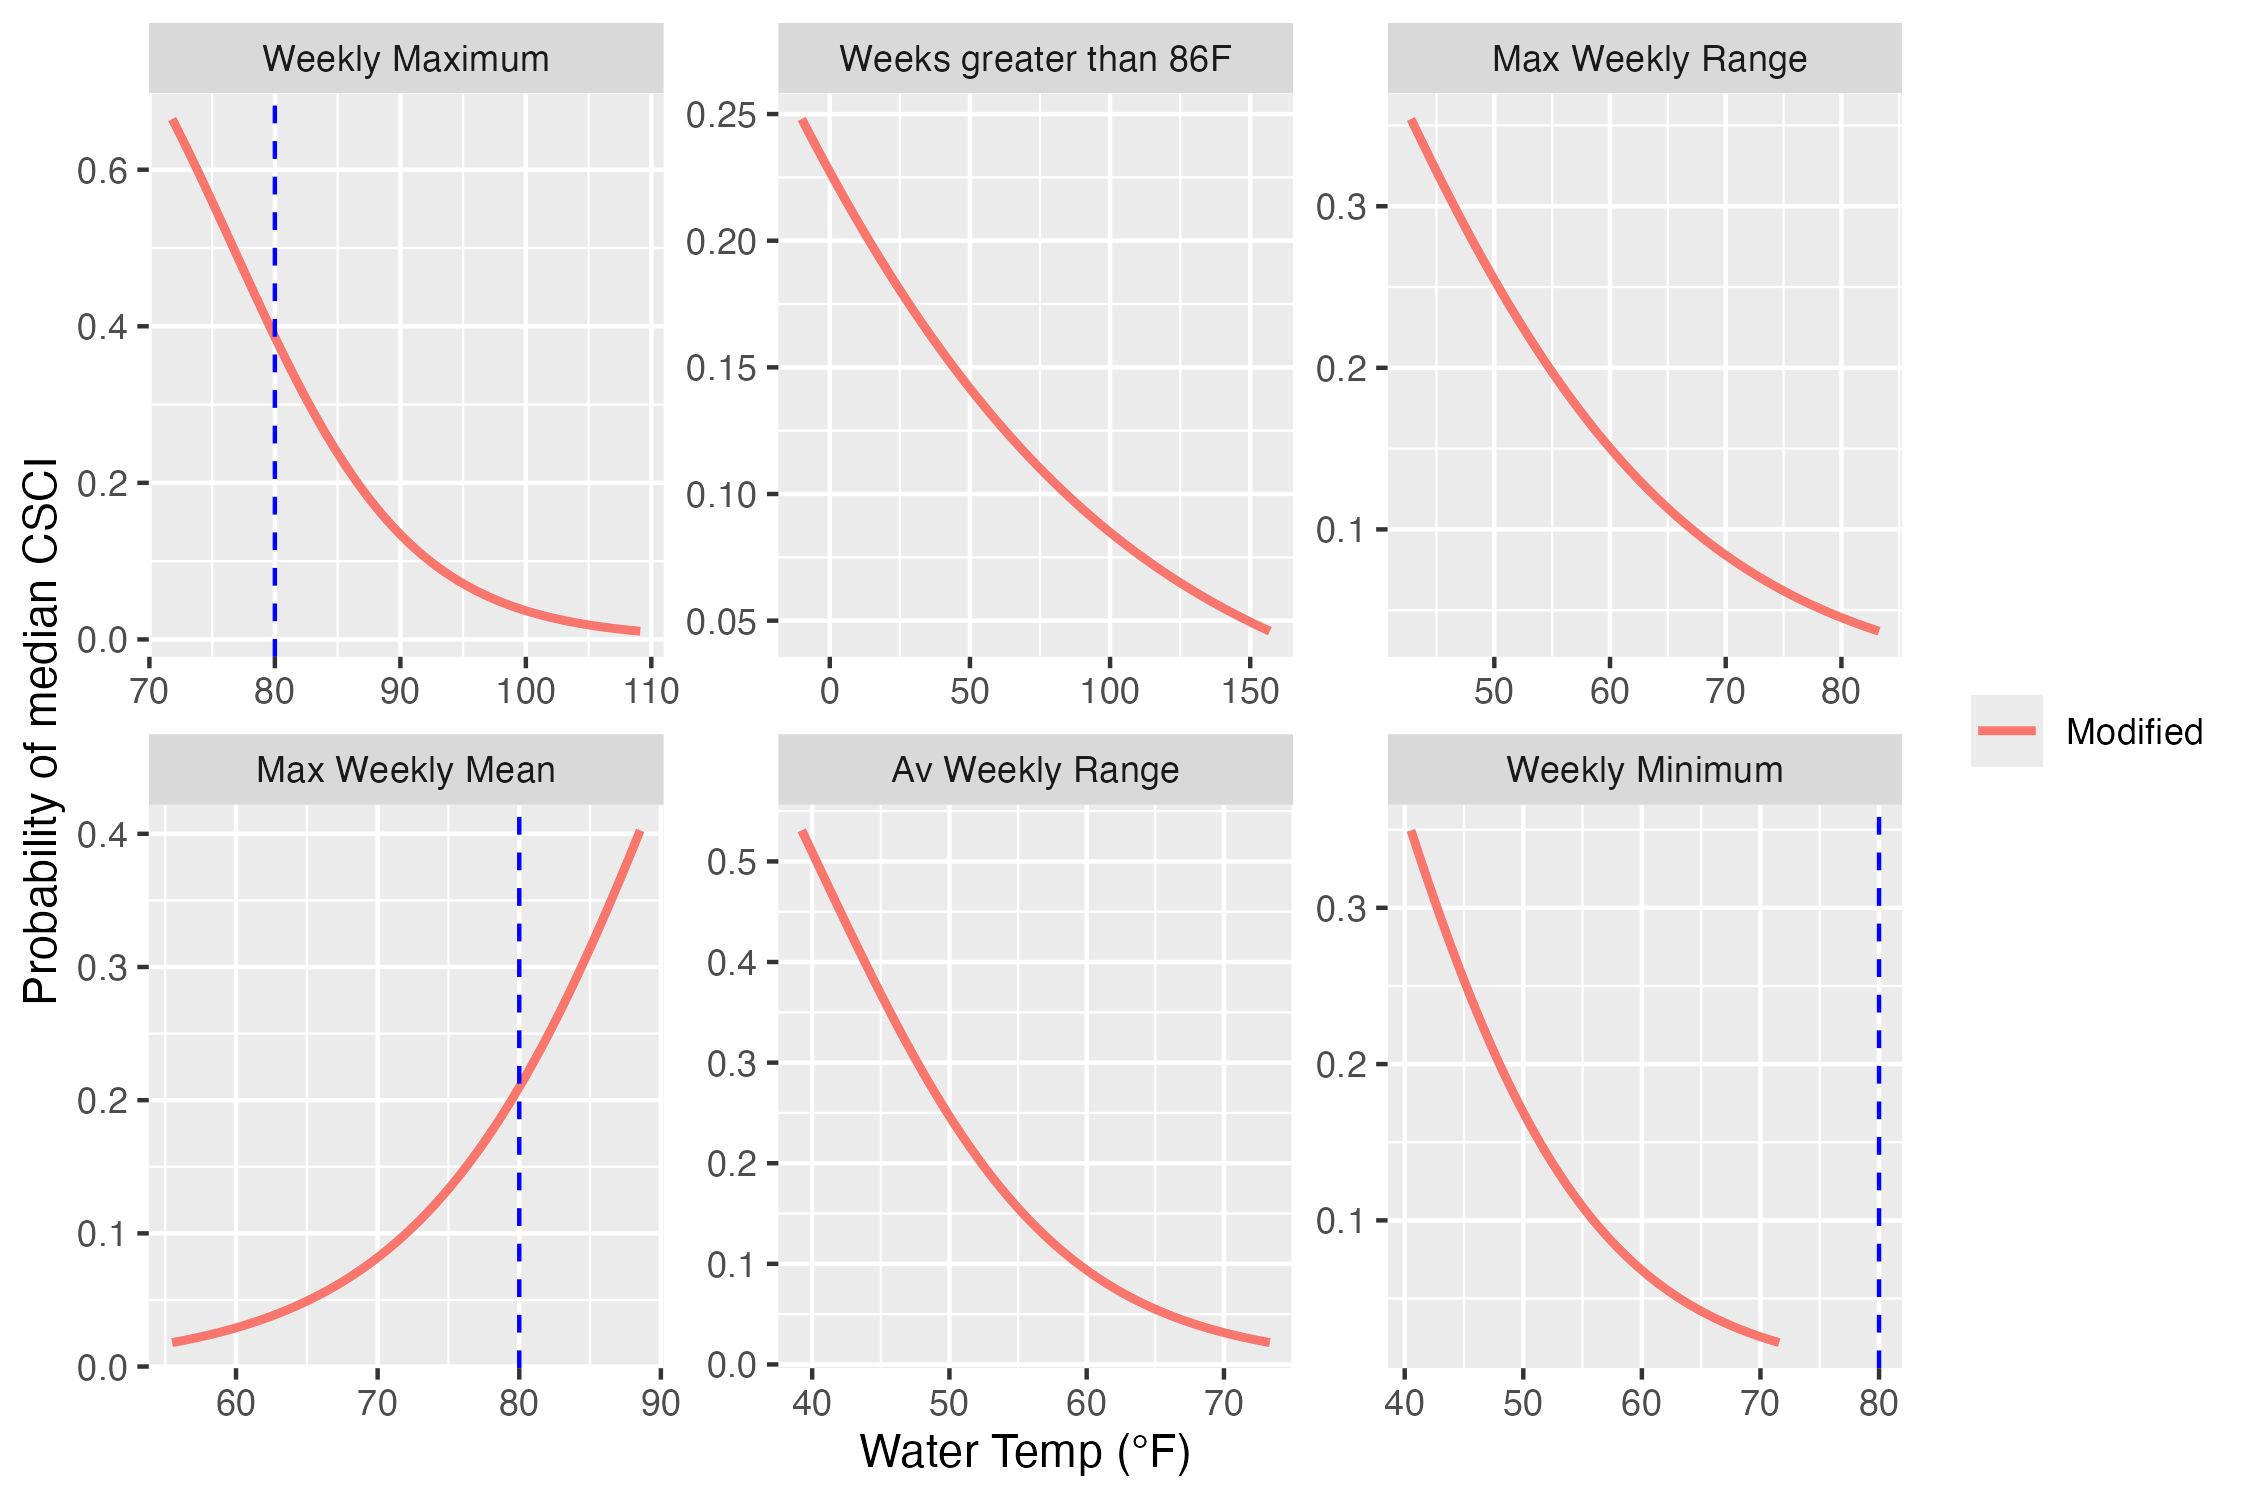 Probability of median CSCI
Weekly Maximum
0.6
0.4
0.2
0.0
70 80 90 100 110
Weeks greater than 86F
0.25
0.20
0.15
0.10
0.05
0 50 100 150
Max Weekly Range
0.3
0.2
0.1
50 60 70 80
Max Weekly Mean
0.4
0.3
0.2
0.1
0.0
60 70 80 90
Av Weekly Range
0.5
0.4
0.3
0.2
0.1
0.0
40 50 60 70
Weekly Minimum
0.3
0.2
0.1
40 50 60 70 80
Water Temp (°F)
Modified